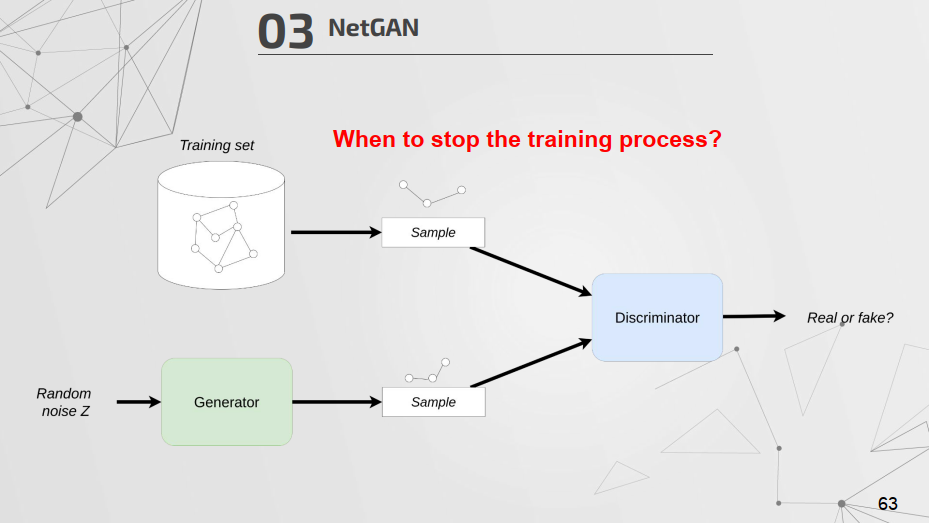 03 NetGAN
When to stop the training process?
Training set
Sample
Discriminator
Real or fake?
Random
noise Z
Generator
Sample
63